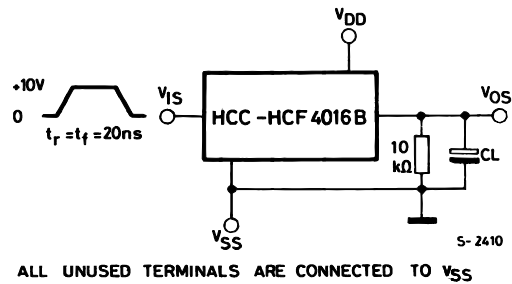 VDD
+10V
0
tr = tf = 20ns
VIS
HCC - HCF 4016 B
VOS
10
kΩ
CL
VSS
S- 2410
ALL UNUSED TERMINALS ARE CONNECTED TO VSS